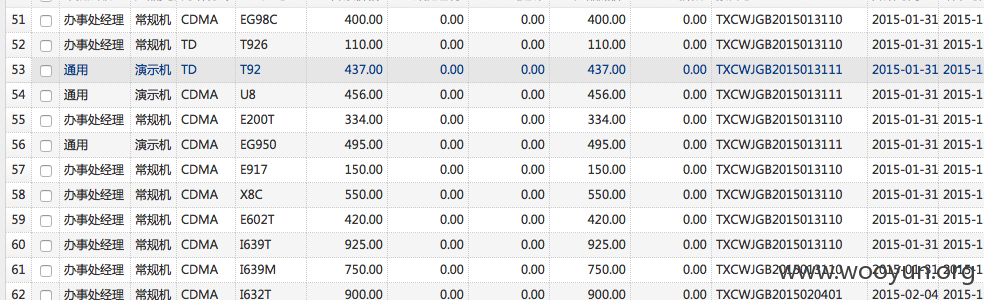 51 办事处经理 常规机 CDMA EG98C 400.00 0.00 0.00 400.00 0.00 TXCWJGB2015013110 2015-01-31 2015-1
52 办事处经理 常规机 TD T926 110.00 0.00 0.00 110.00 0.00 TXCWJGB2015013110 2015-01-31 2015-1
53 通用 演示机 TD T92 437.00 0.00 0.00 437.00 0.00 TXCWJGB2015013111 2015-01-31 2015-1
54 通用 演示机 CDMA U8 456.00 0.00 0.00 456.00 0.00 TXCWJGB2015013111 2015-01-31 2015-1
55 办事处经理 常规机 CDMA E200T 334.00 0.00 0.00 334.00 0.00 TXCWJGB2015013110 2015-01-31 2015-1
56 通用 演示机 CDMA EG950 495.00 0.00 0.00 495.00 0.00 TXCWJGB2015013111 2015-01-31 2015-1
57 办事处经理 常规机 CDMA E917 150.00 0.00 0.00 150.00 0.00 TXCWJGB2015013110 2015-01-31 2015-1
58 办事处经理 常规机 CDMA X8C 550.00 0.00 0.00 550.00 0.00 TXCWJGB2015013110 2015-01-31 2015-1
59 办事处经理 常规机 CDMA E602T 420.00 0.00 0.00 420.00 0.00 TXCWJGB2015013110 2015-01-31 2015-1
60 办事处经理 常规机 CDMA I639T 925.00 0.00 0.00 925.00 0.00 TXCWJGB2015013110 2015-01-31 2015-1
61 办事处经理 常规机 CDMA I639M 750.00 0.00 0.00 750.00 0.00 TXCWJGB2015013110 2015-01-31 2015-1
www.wooyun.org
62 办事处经理 常规机 CDMA I632T 900.00 0.00 0.00 900.00 0.00 TXCWJGB2015020401 2015-02-04 2015-1